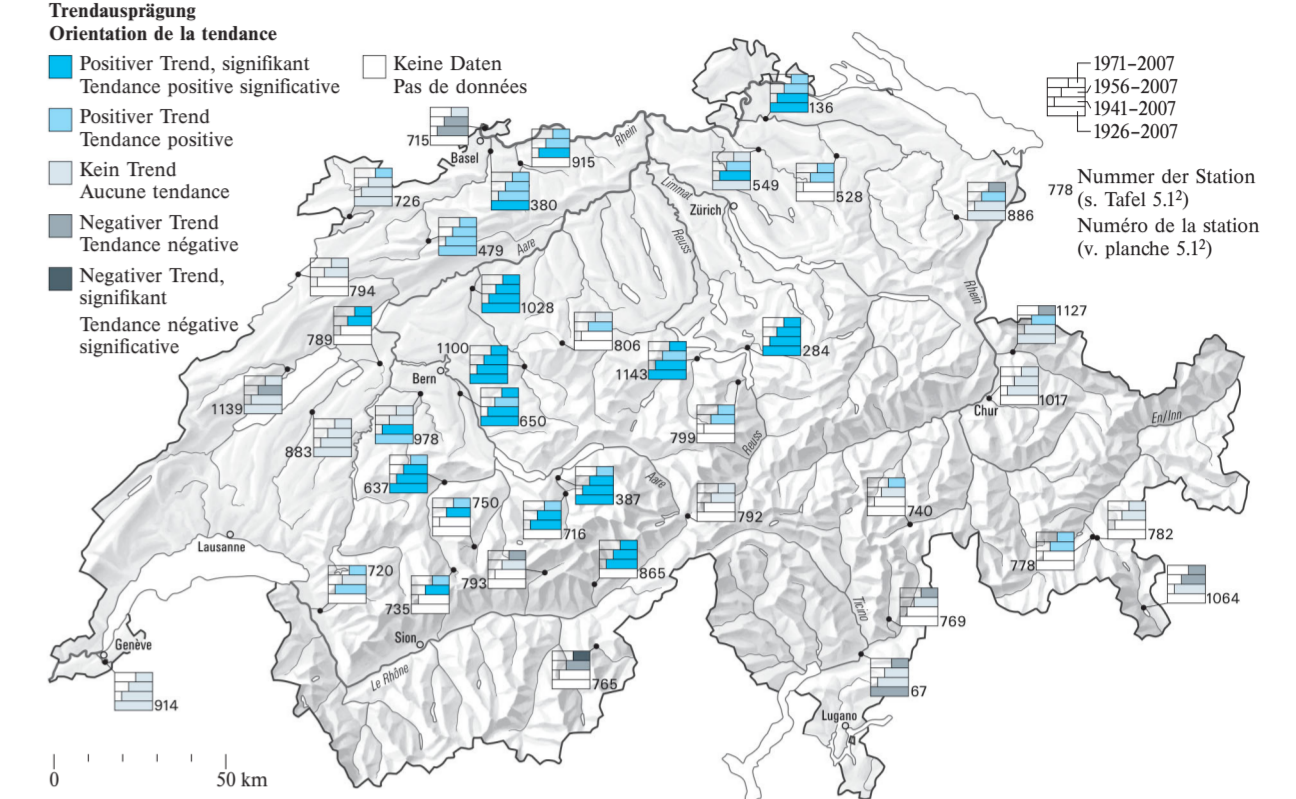 Trendausprägung
Orientation de la tendance
Positiver Trend, signifikant
Tendance positive significative
Positiver Trend
Tendance positive
Kein Trend
Aucune tendance
Negativer Trend
Tendance négative
Negativer Trend,
signifikant
Tendance négative
significative
Keine Daten
Pas de données
1971–2007
1956–2007
1941–2007
1926–2007
778
Nummer der Station
(s. Tafel 5.1²)
Numéro de la station
(v. planche 5.1²)
136
715
Basel
915
Rhein
726
380
549
528
Limmat
Zürich
886
479
Aare
Reuss
794
1028
Rhein
789
806
1127
1100
284
1143
Bern
1139
1017
Chur
En/Inn
883
978
650
799
Reuss
637
387
Aare
750
716
792
740
Lausanne
782
778
793
865
720
735
1064
769
Ticino
Sion
Genève
765
Le Rhône
67
914
Lugano
0
50 km